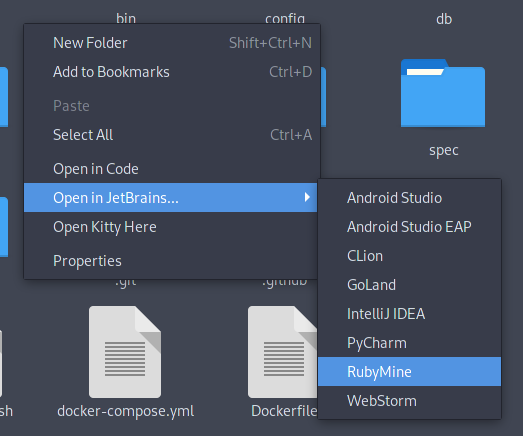 bin
config
db
New Folder Shift+Ctrl+N
Add to Bookmarks Ctrl+D
Paste
Select All Ctrl+A
Open in Code
Open in JetBrains...
Open Kitty Here
Properties
spec
Android Studio
Android Studio EAP
CLion
GoLand
IntelliJ IDEA
PyCharm
RubyMine
WebStorm
.git
.github
sh
docker-compose.yml
Dockerfile